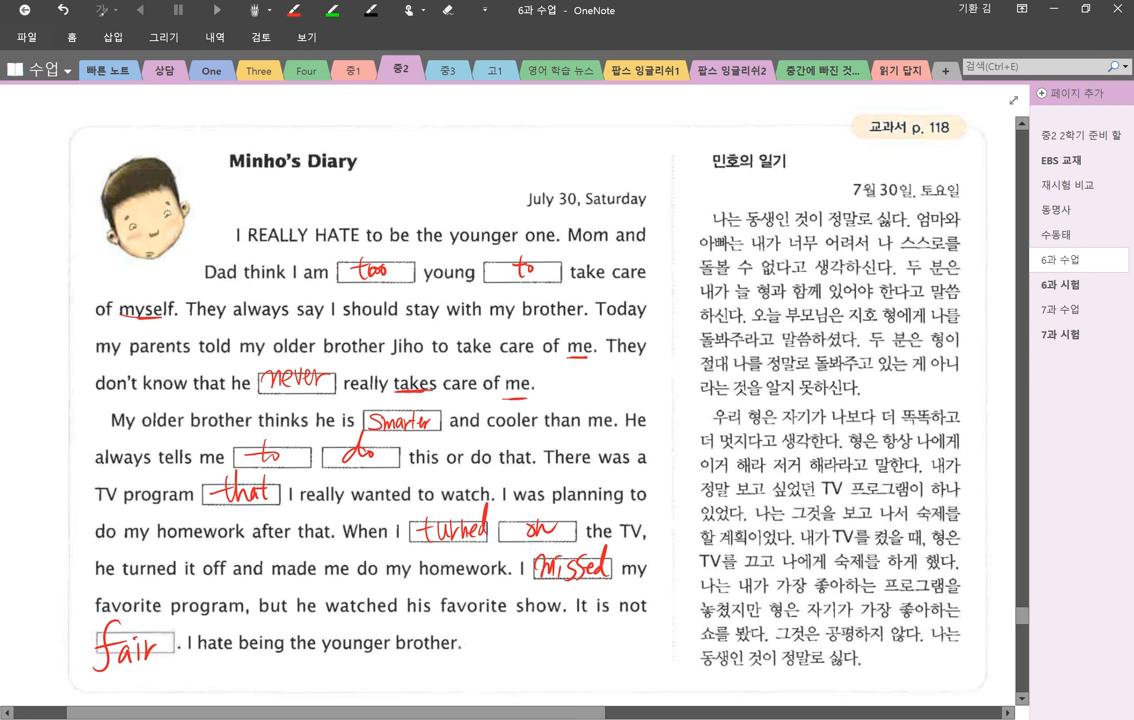 6과 수업 - OneNote
기환 김
파일 홈 삽입 그리기 내역 검토 보기
수업 빠른 노트 상담 One Three Four 중1 중2 중3 고1 영어 학습 뉴스 팝스 잉글리쉬1 팝스 잉글리쉬2 중간에 빠진 것... 읽기 답지 + 검색(Ctrl+E)
교과서 p. 118
Minho's Diary
July 30, Saturday
I REALLY HATE to be the younger one. Mom and
Dad think I am too young to take care
of myself. They always say I should stay with my brother. Today
my parents told my older brother Jiho to take care of me. They
don't know that he never really takes care of me.
My older brother thinks he is smarter and cooler than me. He
always tells me to do this or do that. There was a
TV program that I really wanted to watch. I was planning to
do my homework after that. When I turned on the TV,
he turned it off and made me do my homework. I missed my
favorite program, but he watched his favorite show. It is not
fair. I hate being the younger brother.
민호의 일기
7월 30일, 토요일
나는 동생인 것이 정말로 싫다. 엄마와
아빠는 내가 너무 어려서 나 스스로를
돌볼 수 없다고 생각하신다. 두 분은
내가 늘 형과 함께 있어야 한다고 말씀
하신다. 오늘 부모님은 지호 형에게 나를
돌봐주라고 말씀하셨다. 두 분은 형이
절대 나를 정말로 돌봐주고 있는 게 아니
라는 것을 알지 못하신다.
우리 형은 자기가 나보다 더 똑똑하고
더 멋지다고 생각한다. 형은 항상 나에게
이거 해라 저거 해라라고 말한다. 내가
정말 보고 싶었던 TV 프로그램이 하나
있었다. 나는 그것을 보고 나서 숙제를
할 계획이었다. 내가 TV를 켰을 때, 형은
TV를 끄고 나에게 숙제를 하게 했다.
나는 내가 가장 좋아하는 프로그램을
놓쳤지만 형은 자기가 가장 좋아하는
쇼를 봤다. 그것은 공평하지 않다. 나는
동생인 것이 정말로 싫다.
페이지 추가
중2 2학기 준비 할
EBS 교재
재시험 비교
동명사
수동태
6과 수업
6과 시험
7과 수업
7과 시험